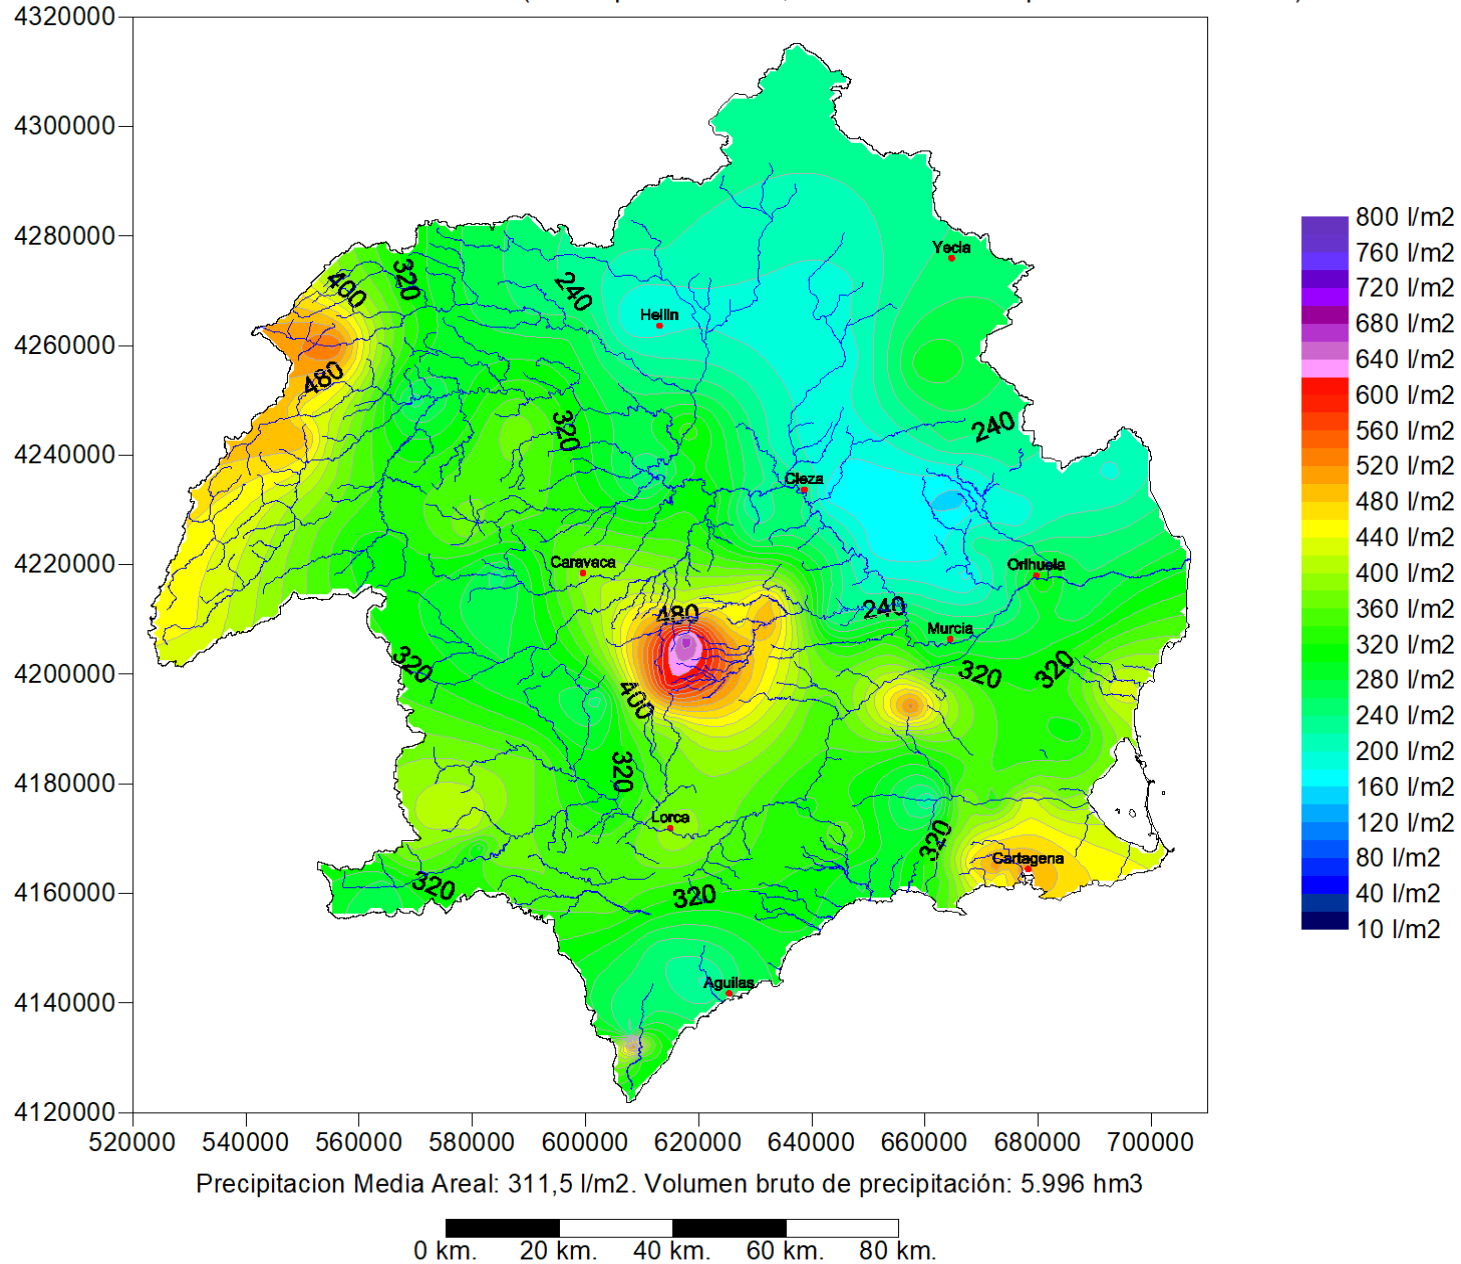 4320000
4300000
4280000
4260000
4240000
4220000
4200000
4180000
4160000
4140000
4120000
520000 540000 560000 580000 600000 620000 640000 660000 680000 700000
Yecla
400
320
240
Hellin
480
320
240
Cieza
Caravaca
Orihuela
480
240
Murcia
320
320
320
400
320
Lorca
320
Cartagena
320
320
Aguilas
800 l/m2
760 l/m2
720 l/m2
680 l/m2
640 l/m2
600 l/m2
560 l/m2
520 l/m2
480 l/m2
440 l/m2
400 l/m2
360 l/m2
320 l/m2
280 l/m2
240 l/m2
200 l/m2
160 l/m2
120 l/m2
80 l/m2
40 l/m2
10 l/m2
Precipitacion Media Areal: 311,5 l/m2. Volumen bruto de precipitación: 5.996 hm3
0 km. 20 km. 40 km. 60 km. 80 km.